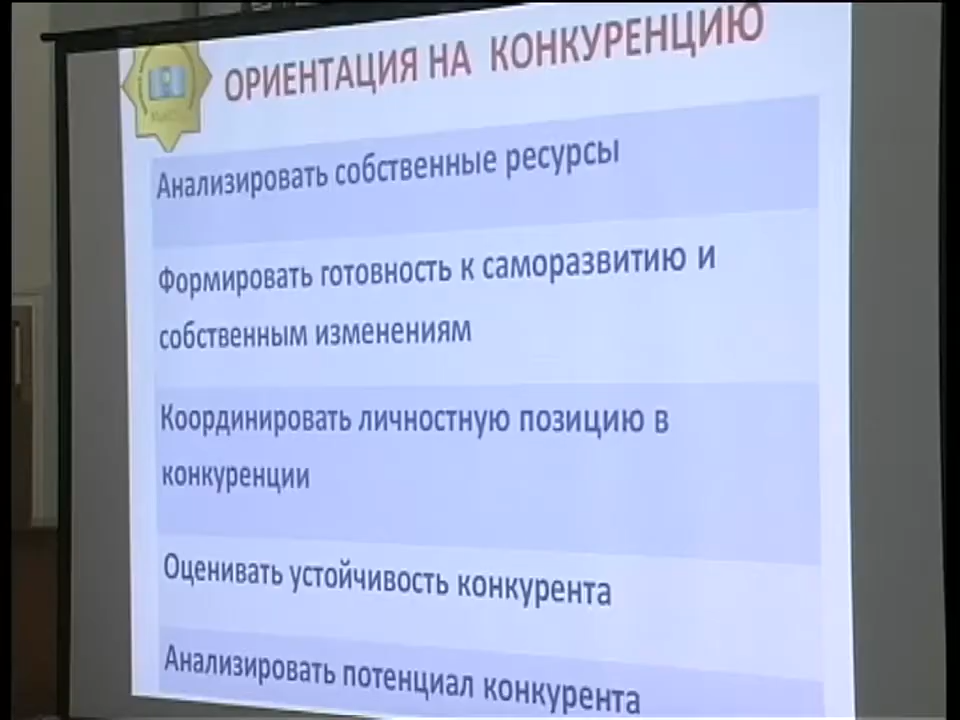 ОРИЕНТАЦИЯ НА КОНКУРЕНЦИЮ
Анализировать собственные ресурсы
Формировать готовность к саморазвитию и
собственным изменениям
Координировать личностную позицию в
конкуренции
Оценивать устойчивость конкурента
Анализировать потенциал конкурента